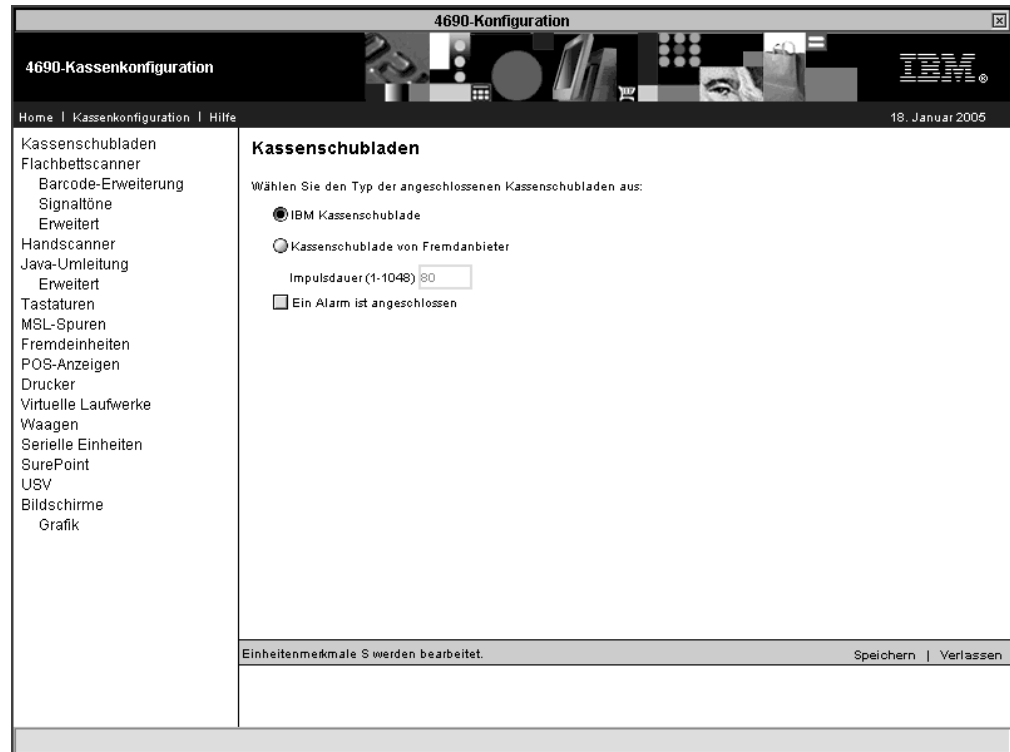 4690-Konfiguration
4690-Kassenkonfiguration
IBM®
Home | Kassenkonfiguration | Hilfe
18. Januar 2005
Kassenschubladen
Flachbettscanner
Barcode-Erweiterung
Signaltöne
Erweitert
Handscanner
Java-Umleitung
Erweitert
Tastaturen
MSL-Spuren
Fremdeinheiten
POS-Anzeigen
Drucker
Virtuelle Laufwerke
Waagen
Serielle Einheiten
SurePoint
USV
Bildschirme
Grafik
Kassenschubladen
Wählen Sie den Typ der angeschlossenen Kassenschubladen aus:
IBM Kassenschublade
Kassenschublade von Fremdanbieter
Impulsdauer (1-1048) 80
Ein Alarm ist angeschlossen
Einheitenmerkmale S werden bearbeitet.
Speichern | Verlassen